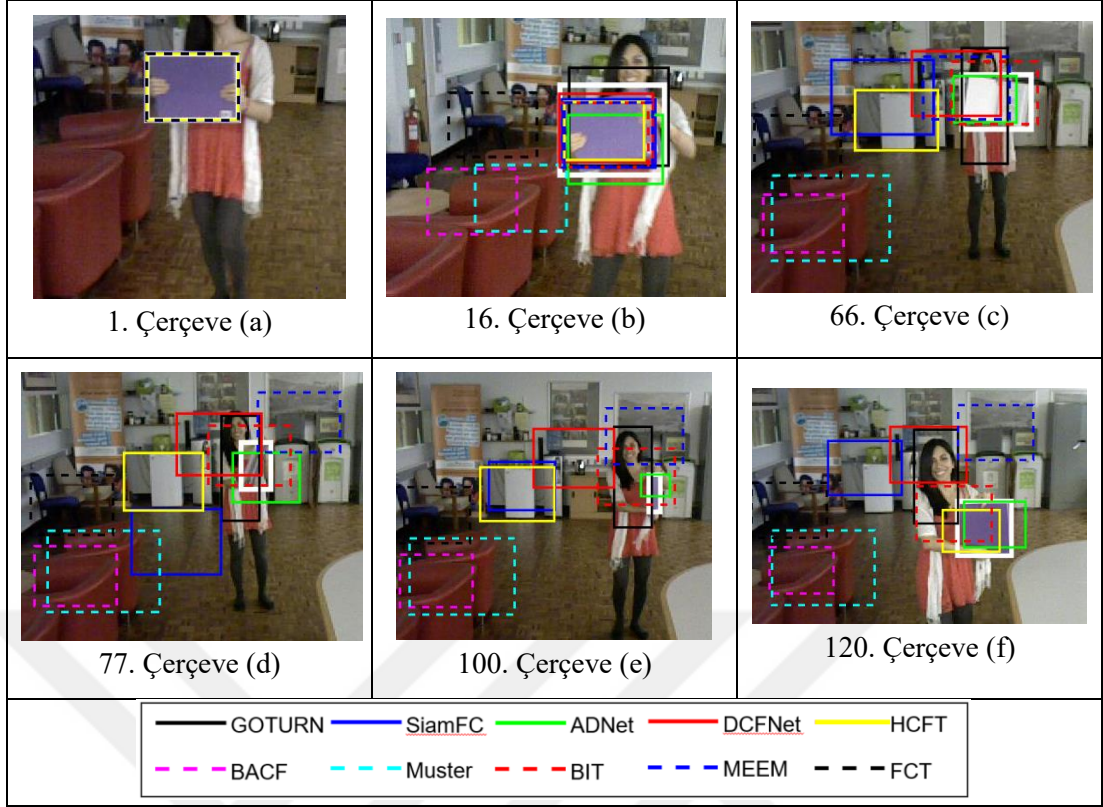 1. Çerçeve (a)
16. Çerçeve (b)
66. Çerçeve (c)
77. Çerçeve (d)
100. Çerçeve (e)
120. Çerçeve (f)
GOTURN SiamFC ADNet DCFNet HCFT
BACF Muster BIT MEEM FCT